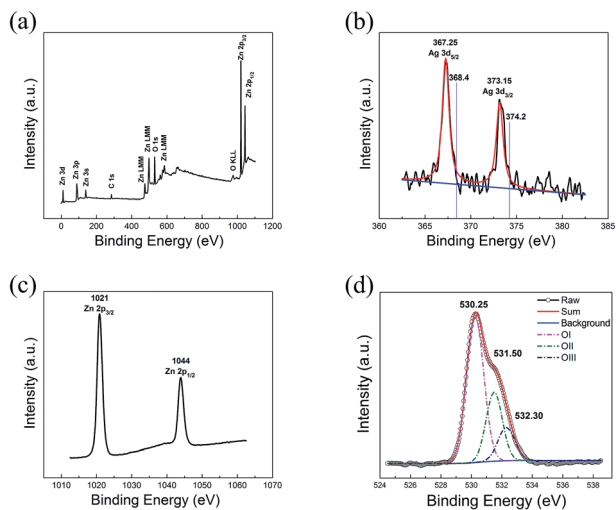 (a)
Zn 3d
Zn 3p
Zn 3s
C 1s
Zn LMM
Zn LMM
O 1s
Zn LMM
O KLL
Zn 2p3/2
Zn 2p1/2
Intensity (a.u.)
0 200 400 600 800 1000 1200
Binding Energy (eV)
(b)
367.25
Ag 3d5/2
368.4
373.15
Ag 3d3/2
374.2
Intensity (a.u.)
360 365 370 375 380 385
Binding Energy (eV)
(c)
1021
Zn 2p3/2
1044
Zn 2p1/2
Intensity (a.u.)
1010 1020 1030 1040 1050 1060 1070
Binding Energy (eV)
(d)
530.25
531.50
532.30
Raw
Sum
Background
OI
OII
OIII
Intensity (a.u.)
524 526 528 530 532 534 536 538
Binding Energy (eV)